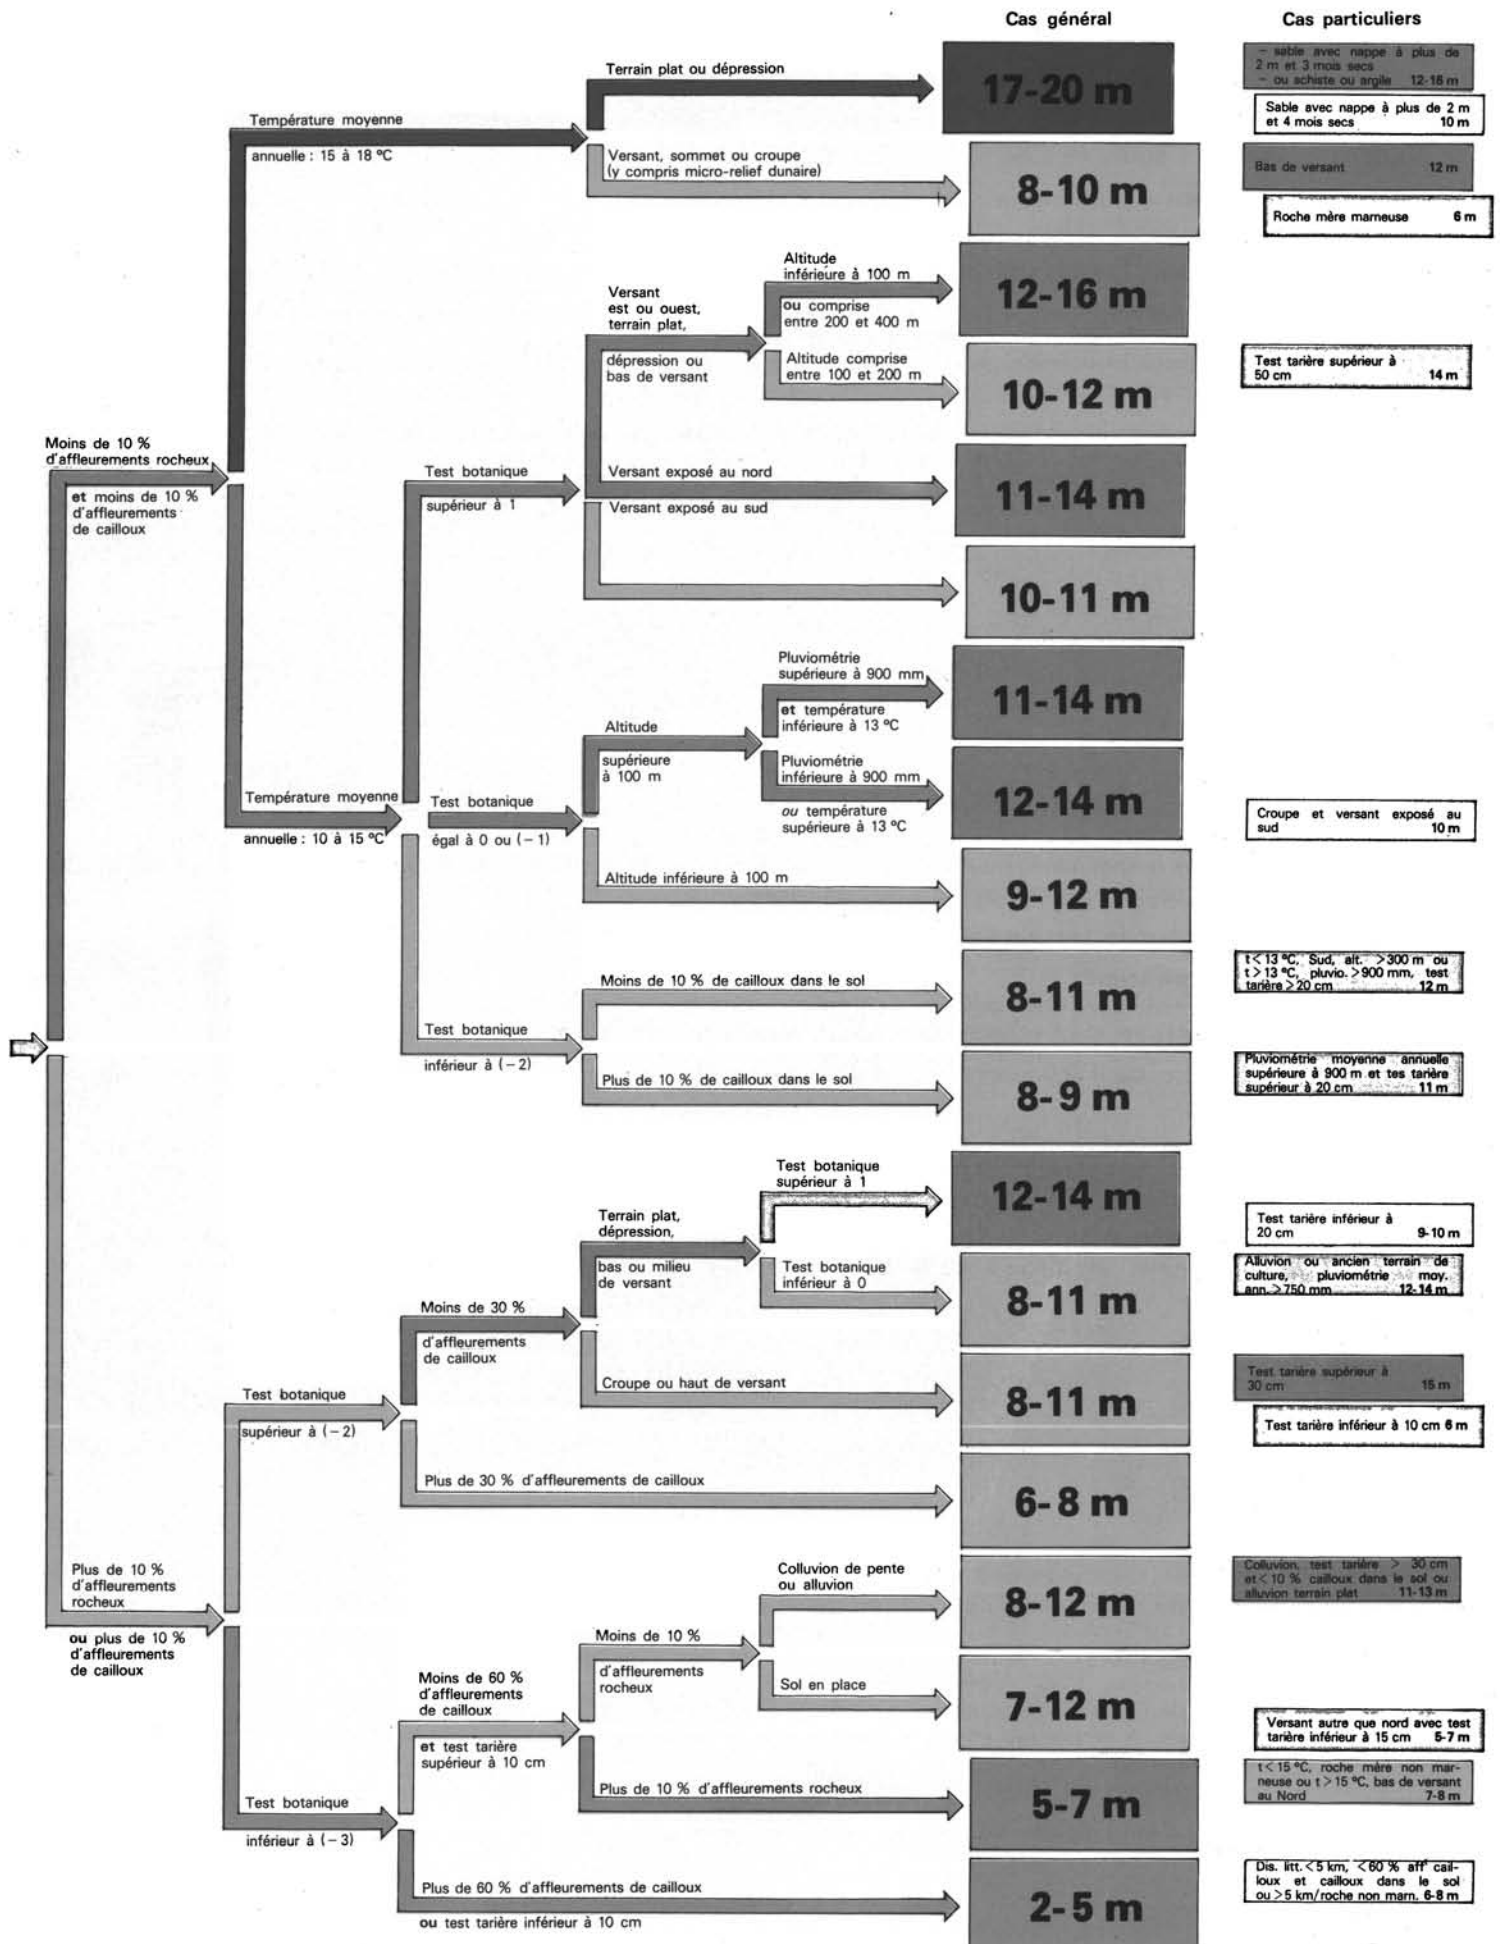 Cas général
Cas particuliers
Terrain plat ou dépression
17-20 m
– sable avec nappe à plus de
2 m et 3 mois secs
– ou schiste ou argile 12-16 m
Sable avec nappe à plus de 2 m
et 4 mois secs 10 m
Température moyenne
annuelle : 15 à 18 ºC
Versant, sommet ou croupe
(y compris micro-relief dunaire)
8-10 m
Bas de versant 12 m
Roche mère marneuse 6 m
Versant
est ou ouest,
terrain plat,
dépression ou
bas de versant
Altitude
inférieure à 100 m
ou comprise
entre 200 et 400 m
12-16 m
Altitude comprise
entre 100 et 200 m
10-12 m
Test tarière supérieur à
50 cm 14 m
Moins de 10 %
d'affleurements rocheux
et moins de 10 %
d'affleurements
de cailloux
Test botanique
supérieur à 1
Versant exposé au nord
11-14 m
Versant exposé au sud
10-11 m
Température moyenne
annuelle : 10 à 15 ºC
Test botanique
égal à 0 ou (– 1)
Altitude
supérieure
à 100 m
Pluviométrie
supérieure à 900 mm
et température
inférieure à 13 ºC
11-14 m
Pluviométrie
inférieure à 900 mm
ou température
supérieure à 13 ºC
12-14 m
Croupe et versant exposé au
sud 10 m
Altitude inférieure à 100 m
9-12 m
Test botanique
inférieur à (– 2)
Moins de 10 % de cailloux dans le sol
8-11 m
t < 13 ºC, Sud, alt. > 300 m ou
t > 13 ºC, pluvio. > 900 mm, test
tarière > 20 cm 12 m
Plus de 10 % de cailloux dans le sol
8-9 m
Pluviométrie moyenne annuelle
supérieure à 900 m et tes tarière
supérieur à 20 cm 11 m
Terrain plat,
dépression,
bas ou milieu
de versant
Test botanique
supérieur à 1
12-14 m
Test tarière inférieur à
20 cm 9-10 m
Test botanique
inférieur à 0
8-11 m
Alluvion ou ancien terrain de
culture, pluviométrie moy.
ann. > 750 mm 12-14 m
Moins de 30 %
d'affleurements
de cailloux
Croupe ou haut de versant
8-11 m
Test tarière supérieur à
30 cm 15 m
Test tarière inférieur à 10 cm 6 m
Test botanique
supérieur à (– 2)
Plus de 30 % d'affleurements de cailloux
6-8 m
Plus de 10 %
d'affleurements
rocheux
ou plus de 10 %
d'affleurements
de cailloux
Colluvion de pente
ou alluvion
8-12 m
Colluvion, test tarière > 30 cm
et < 10 % cailloux dans le sol ou
alluvion terrain plat 11-13 m
Moins de 10 %
d'affleurements
rocheux
Sol en place
7-12 m
Versant autre que nord avec test
tarière inférieur à 15 cm 5-7 m
Moins de 60 %
d'affleurements
de cailloux
et test tarière
supérieur à 10 cm
Plus de 10 % d'affleurements rocheux
5-7 m
t < 15 ºC, roche mère non mar-
neuse ou t > 15 ºC, bas de versant
au Nord 7-8 m
Test botanique
inférieur à (– 3)
Plus de 60 % d'affleurements de cailloux
ou test tarière inférieur à 10 cm
2-5 m
Dis. litt. < 5 km, < 60 % affᵗ cail-
loux et cailloux dans le sol
ou > 5 km/roche non marn. 6-8 m